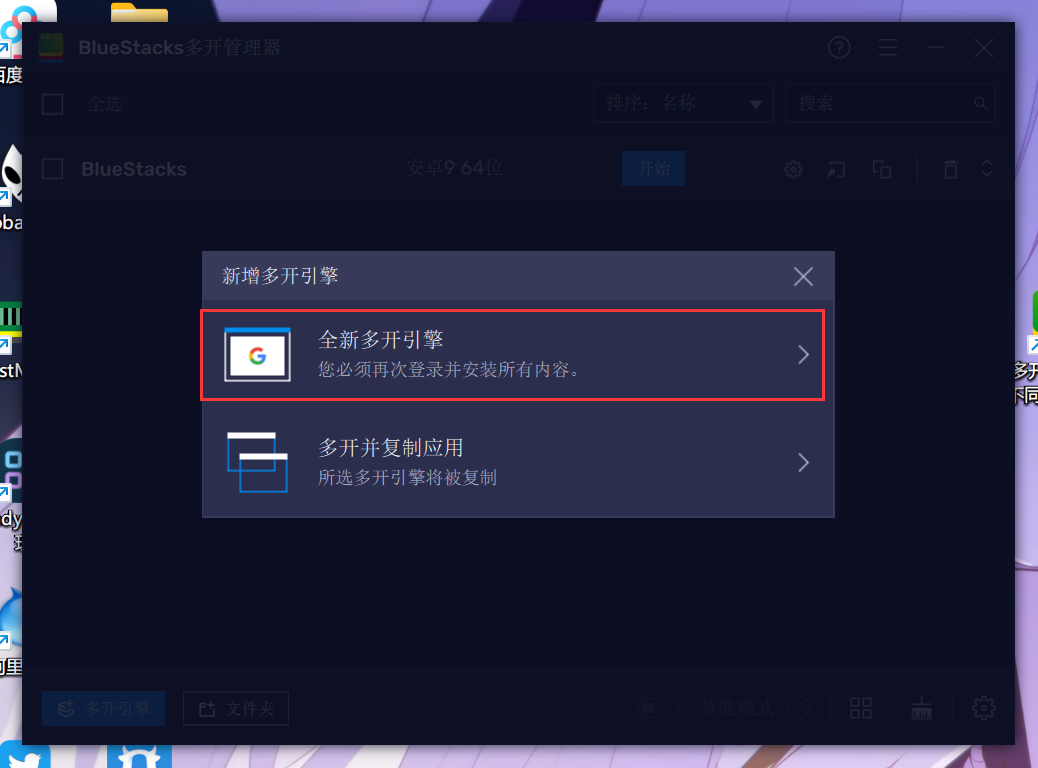 BlueStacks多开管理器
全选
排序：名称
搜索
BlueStacks
安卓9 64位
开始
新增多开引擎
全新多开引擎
您必须再次登录并安装所有内容。
多开并复制应用
所选多开引擎将被复制
多开引擎
文件夹
节能模式
百度
oba
stM
dy
多开
不同